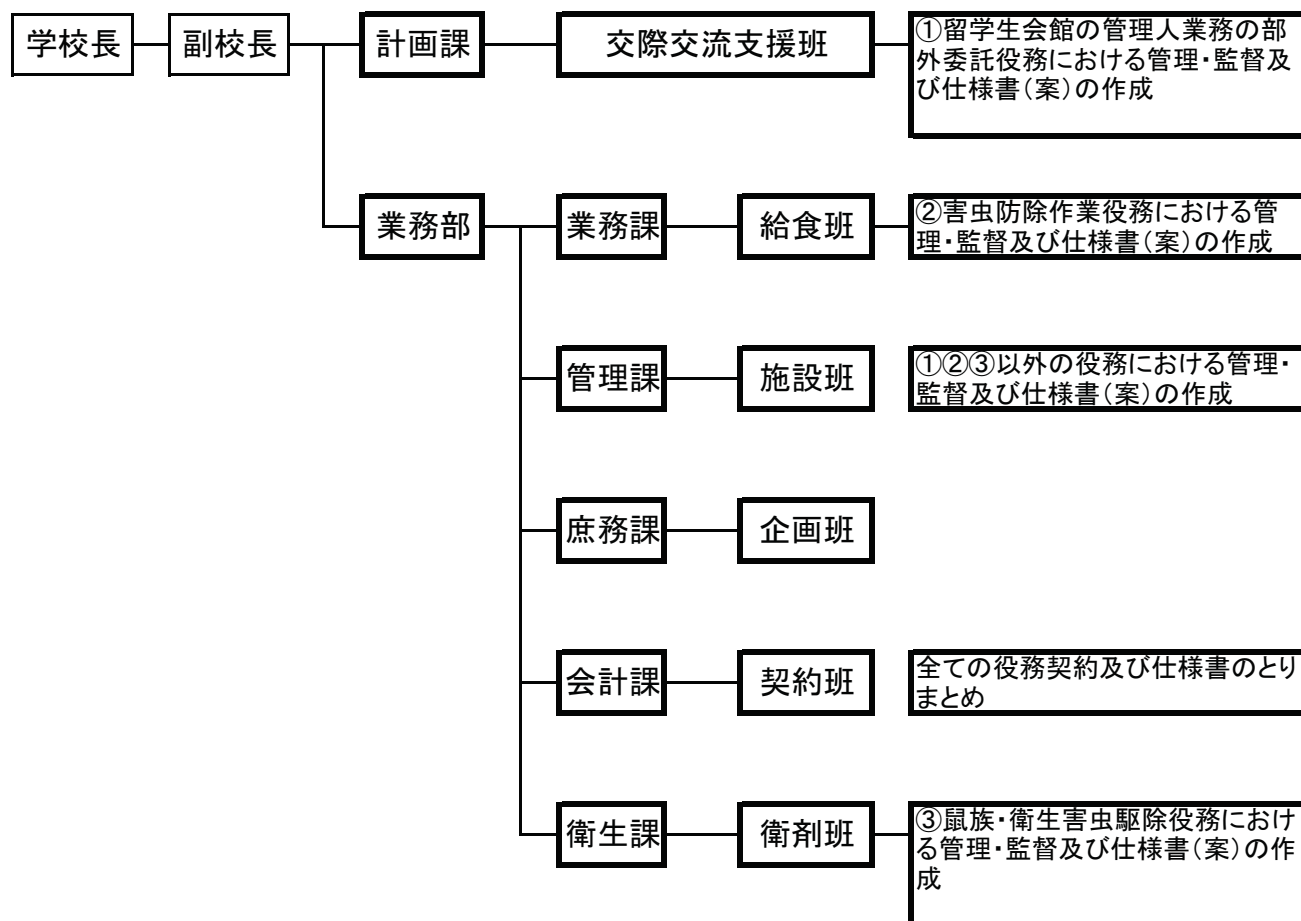 学校長
副校長
計画課
交際交流支援班
①留学生会館の管理人業務の部
外委託役務における管理・監督及
び仕様書(案)の作成
業務部
業務課
給食班
②害虫防除作業役務における管
理・監督及び仕様書(案)の作成
管理課
施設班
①②③以外の役務における管理・
監督及び仕様書(案)の作成
庶務課
企画班
会計課
契約班
全ての役務契約及び仕様書のとり
まとめ
衛生課
衛剤班
③鼠族・衛生害虫駆除役務におけ
る管理・監督及び仕様書(案)の作
成